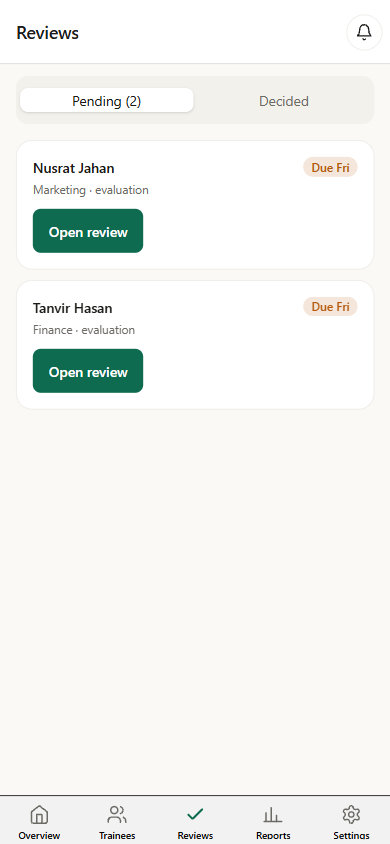 Reviews
Pending (2)
Decided
Nusrat Jahan
Due Fri
Marketing · evaluation
Open review
Tanvir Hasan
Due Fri
Finance · evaluation
Open review
Overview
Trainees
Reviews
Reports
Settings